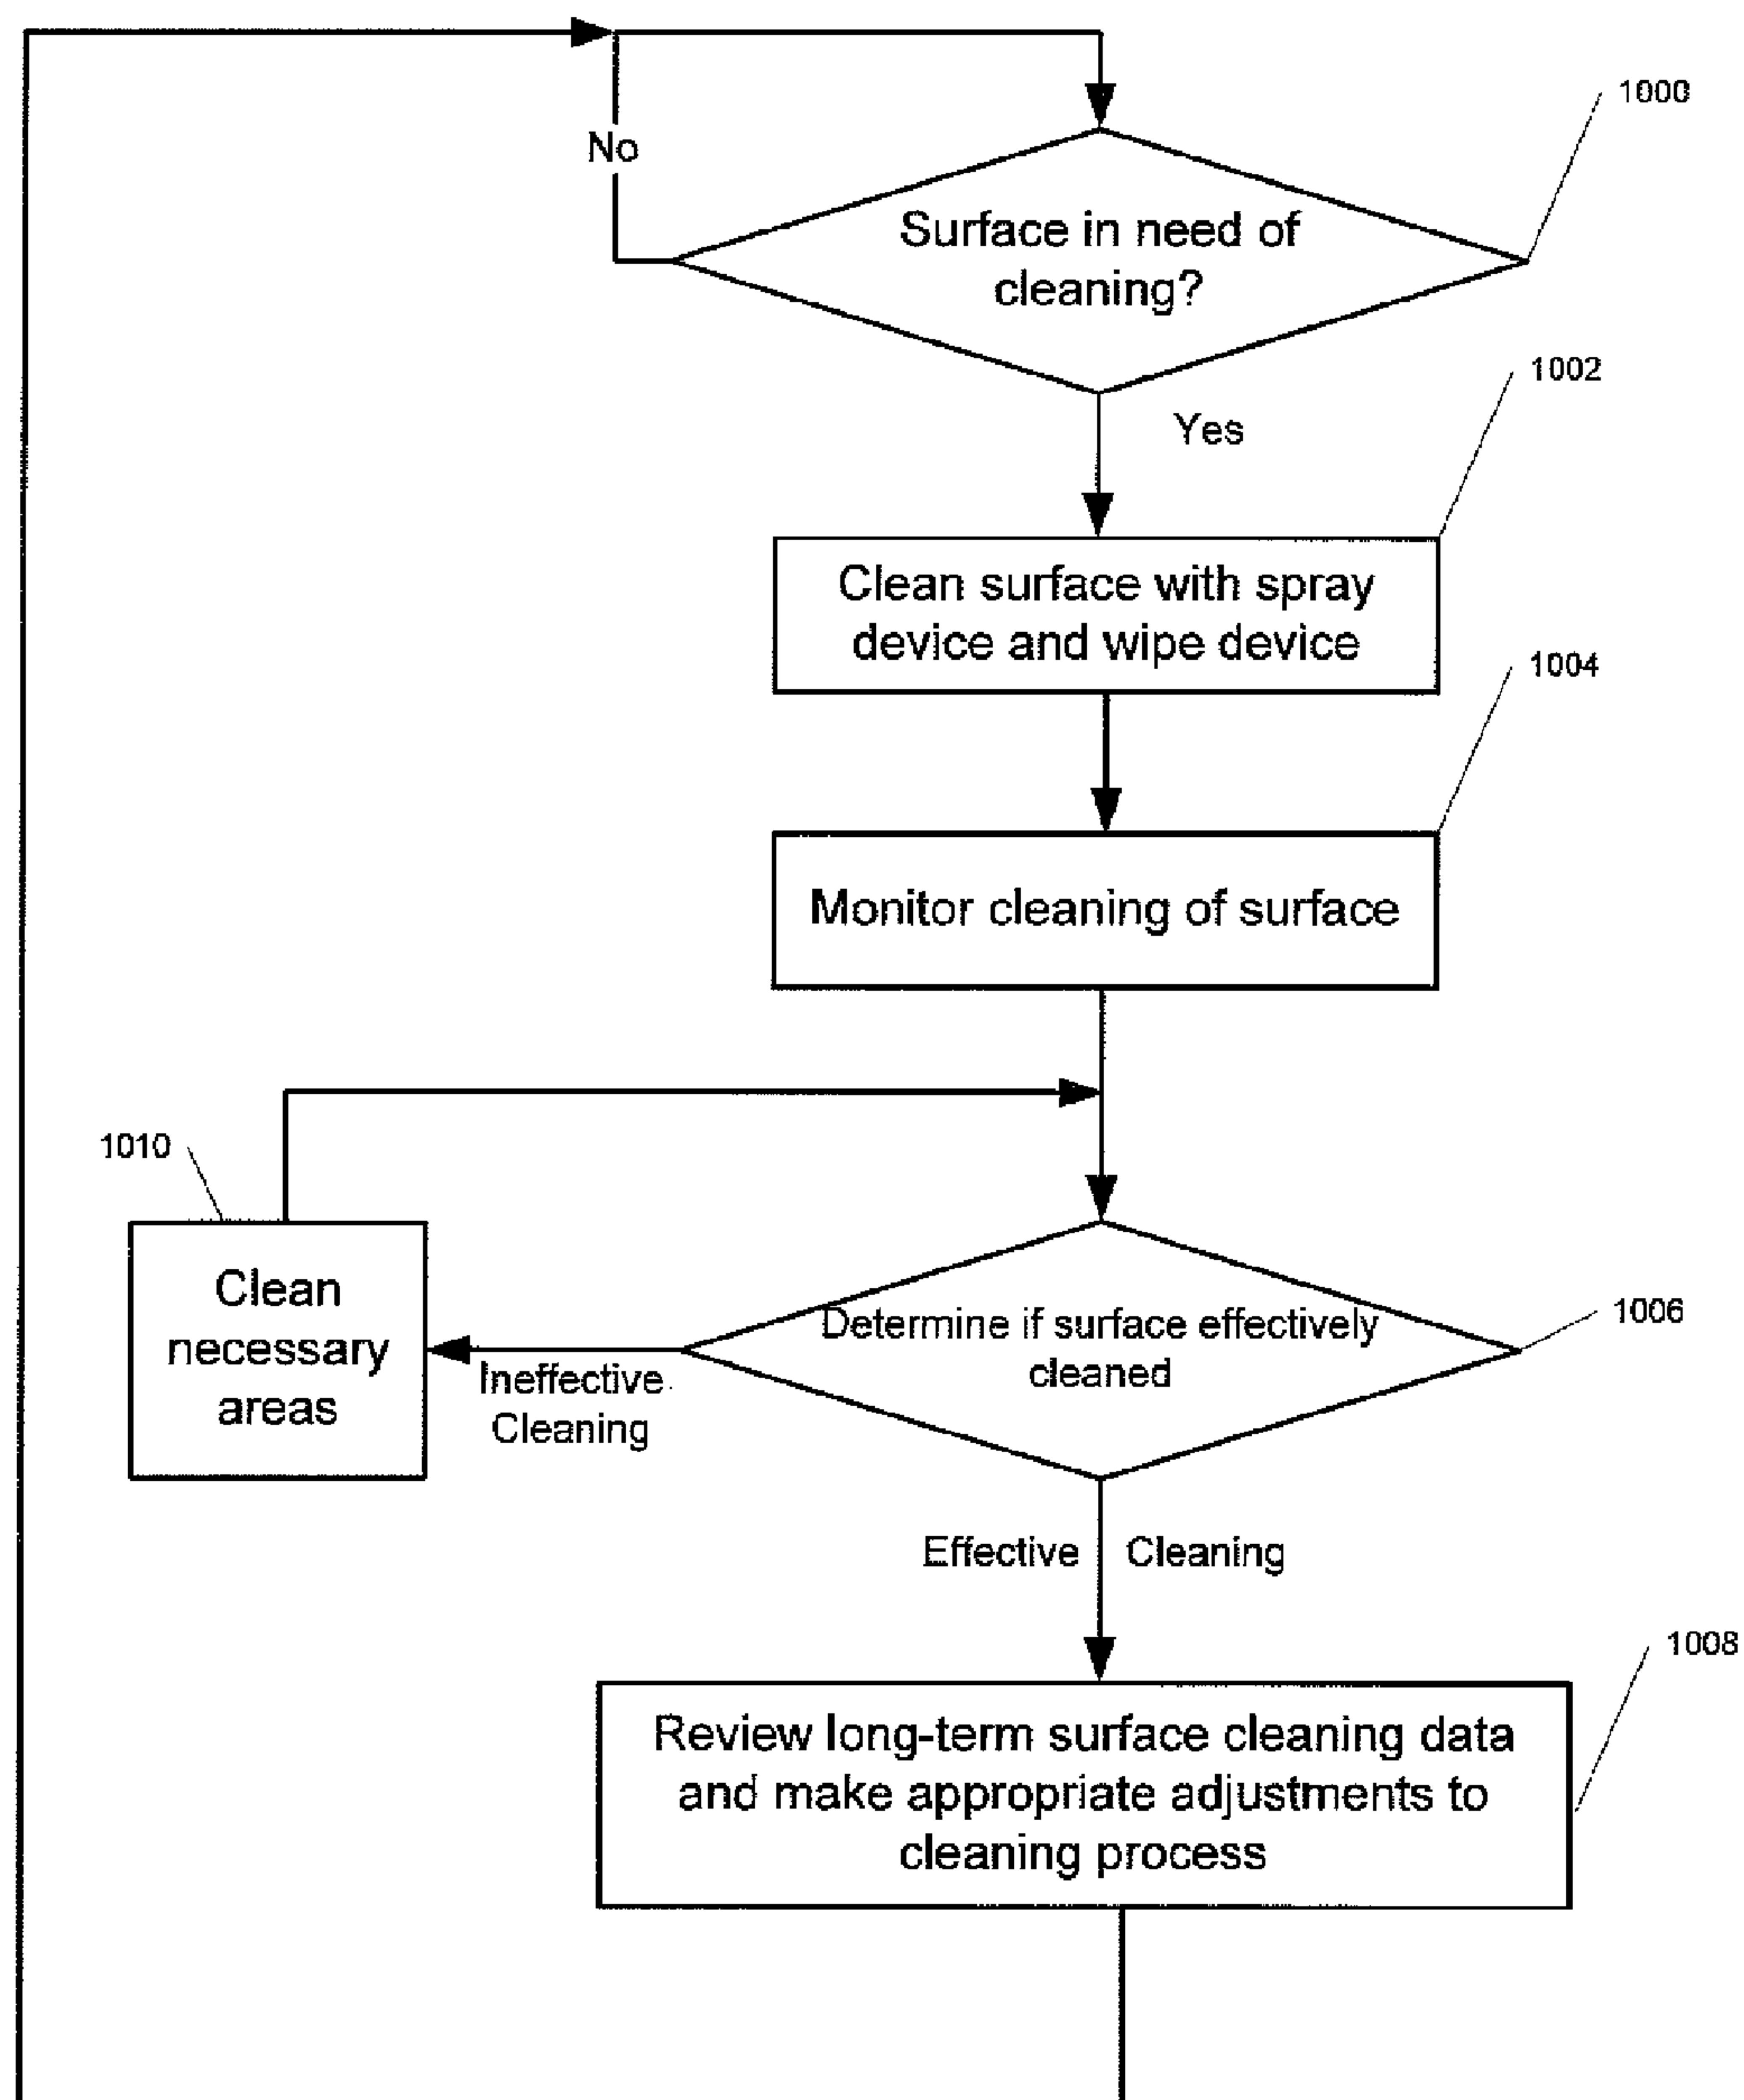 1000
No
Surface in need of
cleaning?
1002
Yes
Clean surface with spray
device and wipe device
1004
Monitor cleaning of surface
1010
Clean
necessary
areas
Determine if surface effectively
cleaned
1006
Ineffective
Cleaning
Effective Cleaning
1008
Review long-term surface cleaning data
and make appropriate adjustments to
cleaning process